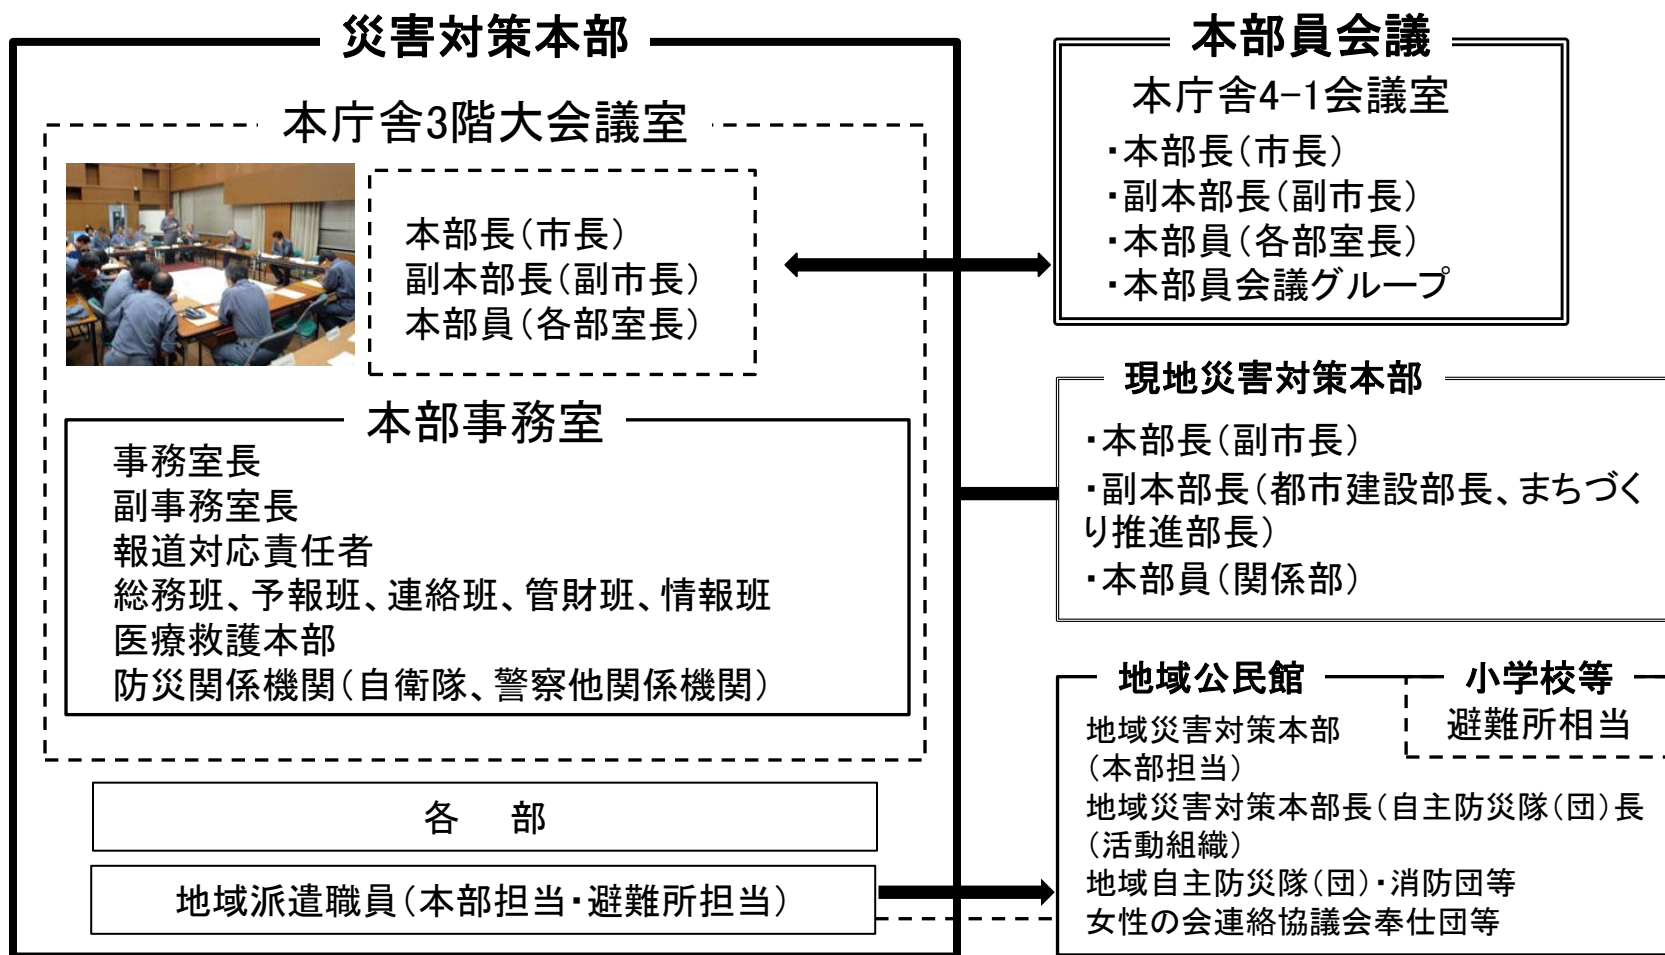 災害対策本部
本庁舎3階大会議室
本部長(市長)
副本部長(副市長)
本部員(各部室長)
本部事務室
事務室長
副事務室長
報道対応責任者
総務班、予報班、連絡班、管財班、情報班
医療救護本部
防災関係機関(自衛隊、警察他関係機関)
各　部
地域派遣職員(本部担当・避難所担当)
本部員会議
本庁舎4-1会議室
・本部長(市長)
・副本部長(副市長)
・本部員(各部室長)
・本部員会議グループ
現地災害対策本部
・本部長(副市長)
・副本部長(都市建設部長、まちづく
り推進部長)
・本部員(関係部)
地域公民館
小学校等
避難所相当
地域災害対策本部
(本部担当)
地域災害対策本部長(自主防災隊(団)長
(活動組織)
地域自主防災隊(団)・消防団等
女性の会連絡協議会奉仕団等